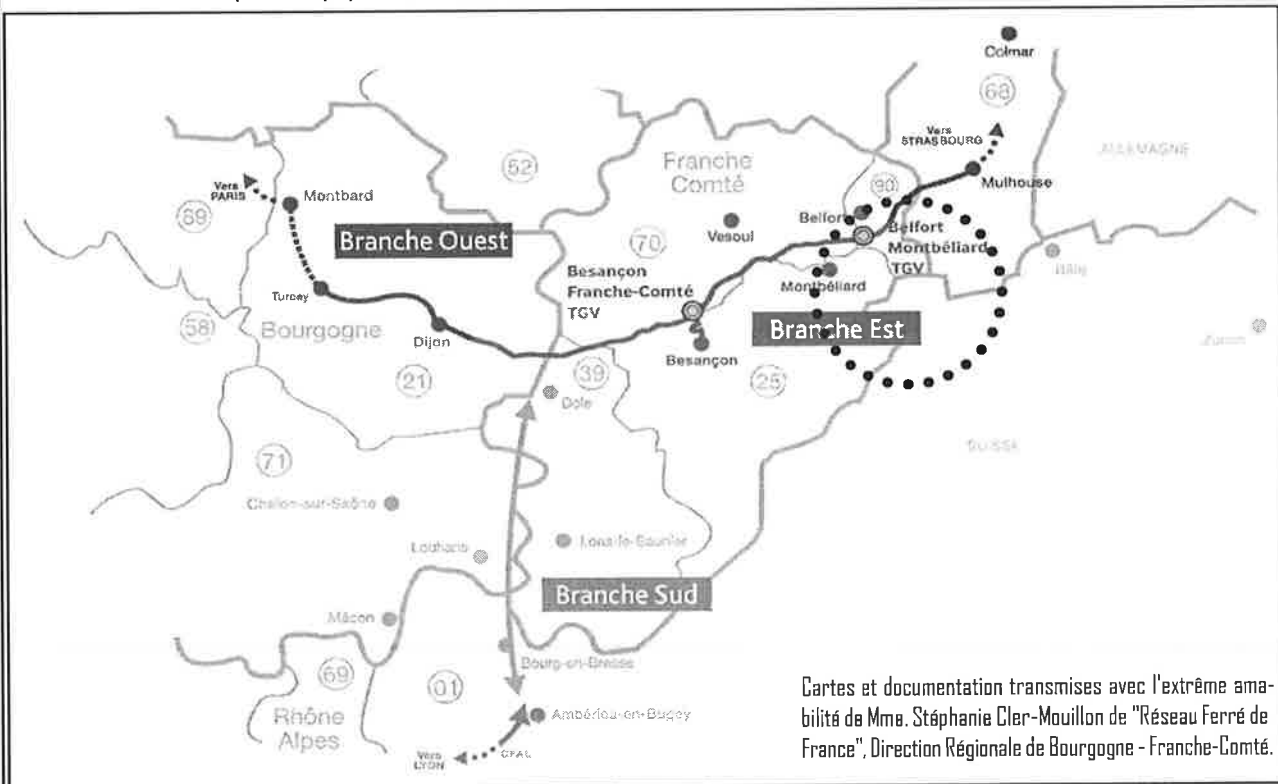 Colmar
68
Vers
STRASBOURG
ALLEMAGNE
Mulhouse
52
Franche
Comté
90
Vers
PARIS
Montbard
Belfort
Belfort
Montbéliard
TGV
Vesoul
70
Branche Ouest
Bâle
Besançon
Franche-Comté
TGV
Montbéliard
Turcey
58
Bourgogne
Dijon
Branche Est
Besançon
Zurich
21
39
25
Dole
SUISSE
71
Chalon-sur-Saône
Louhans
Lons-le-Saunier
Branche Sud
Mâcon
Bourg-en-Bresse
69
01
Rhône
Alpes
Ambérieu-en-Bugey
Vers
LYON
CFAL
Cartes et documentation transmises avec l'extrême ama-
bilité de Mme. Stéphanie Cler-Mouillon de "Réseau Ferré de
France", Direction Régionale de Bourgogne - Franche-Comté.